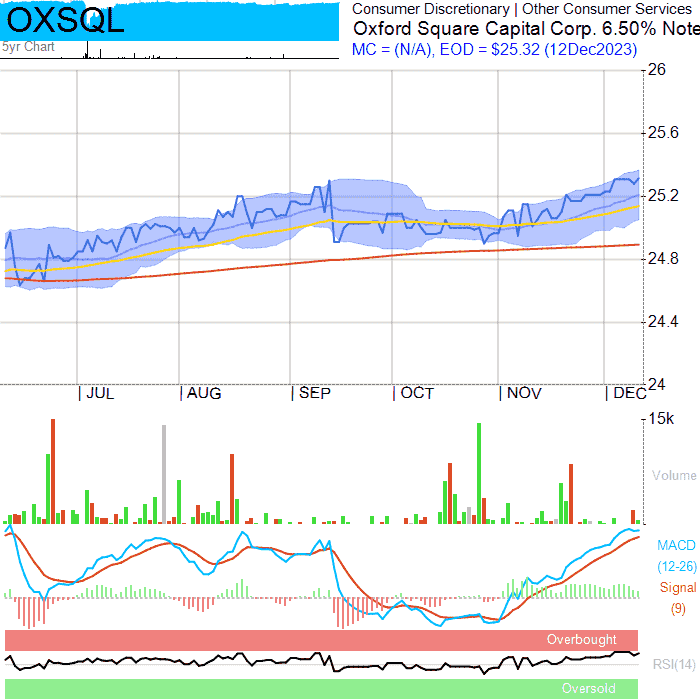 OXSQL
Consumer Discretionary | Other Consumer Services
Oxford Square Capital Corp. 6.50% Note
MC = (N/A), EOD = $25.32 (12Dec2023)
5yr Chart
26
25.6
25.2
24.8
24.4
24
| JUL | AUG | SEP | OCT | NOV | DEC
15k
Volume
MACD
(12-26)
Signal
(9)
Overbought
RSI(14)
Oversold